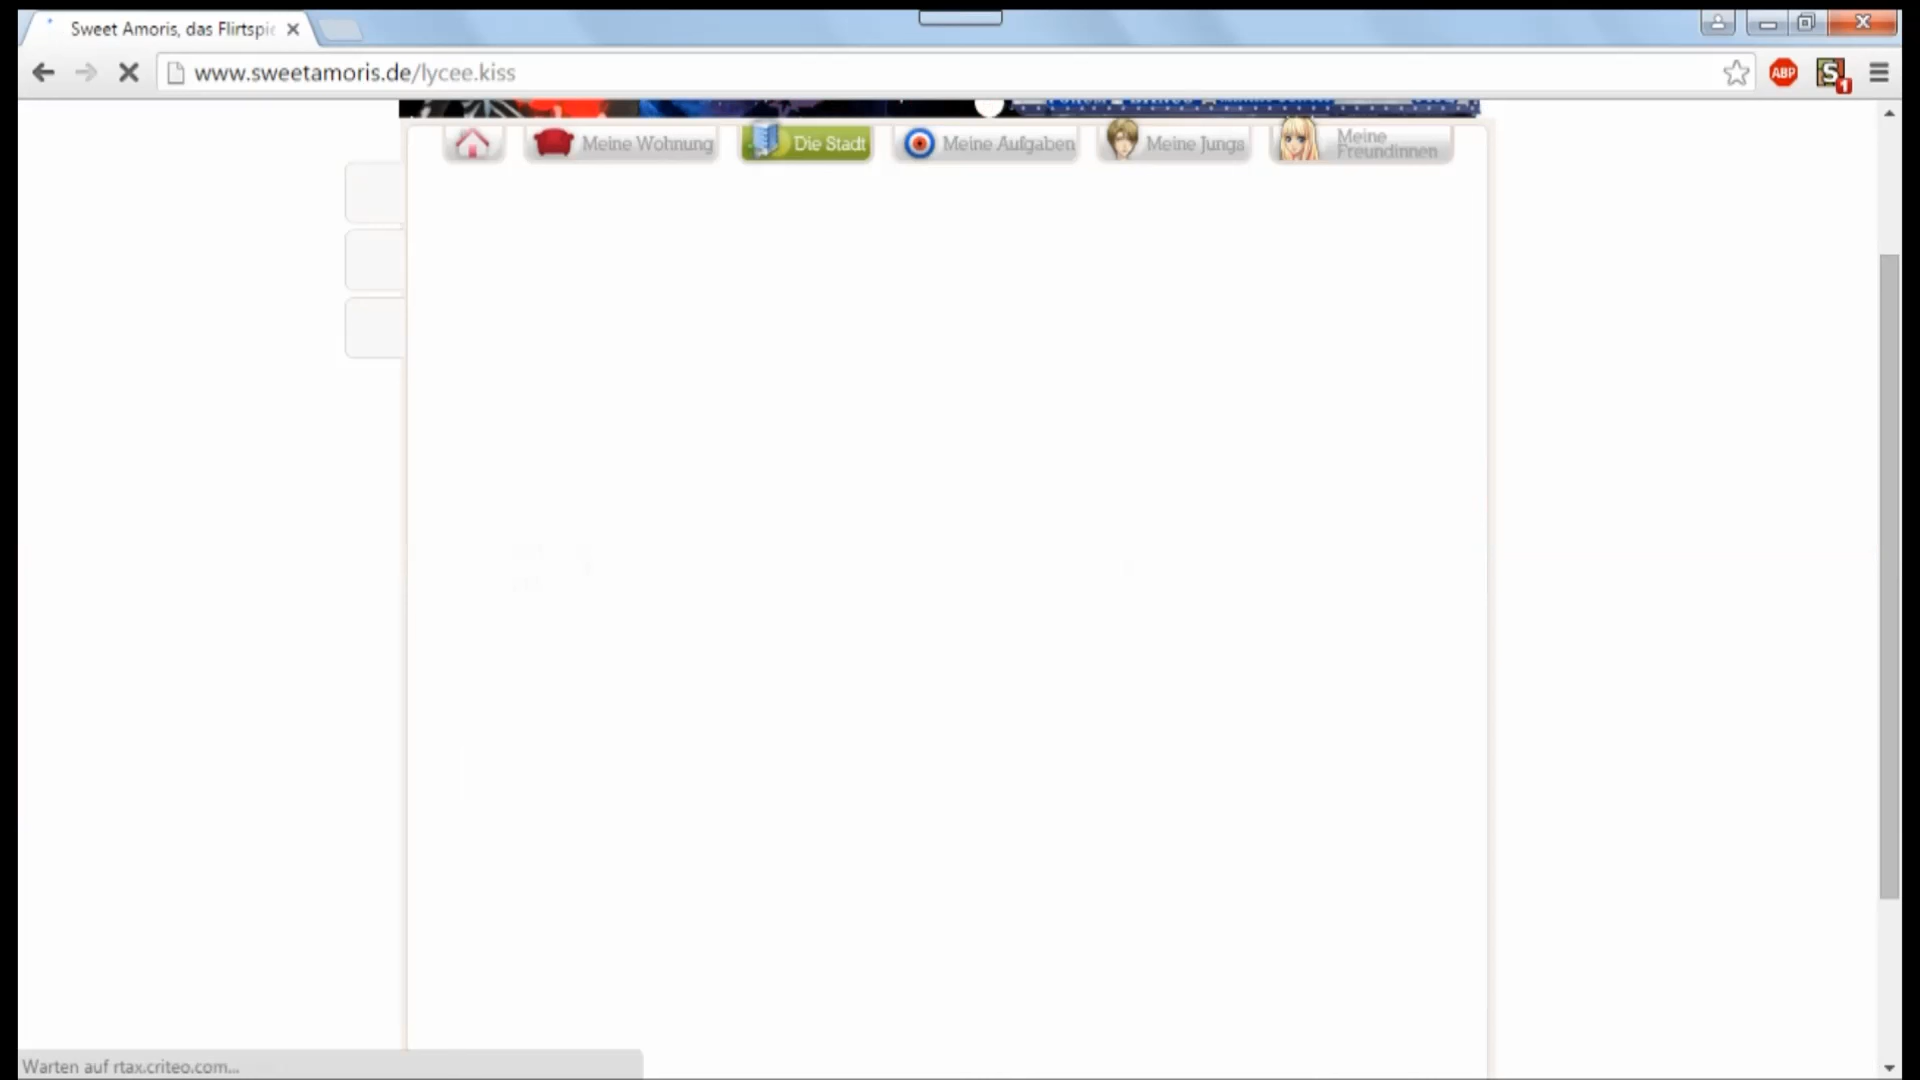 Sweet Amoris, das Flirtspie
www.sweetamoris.de/lycee.kiss
ABP
S
1
Meine Wohnung
Die Stadt
Meine Aufgaben
Meine Jungs
Meine
Freundinnen
Warten auf rtax.criteo.com...